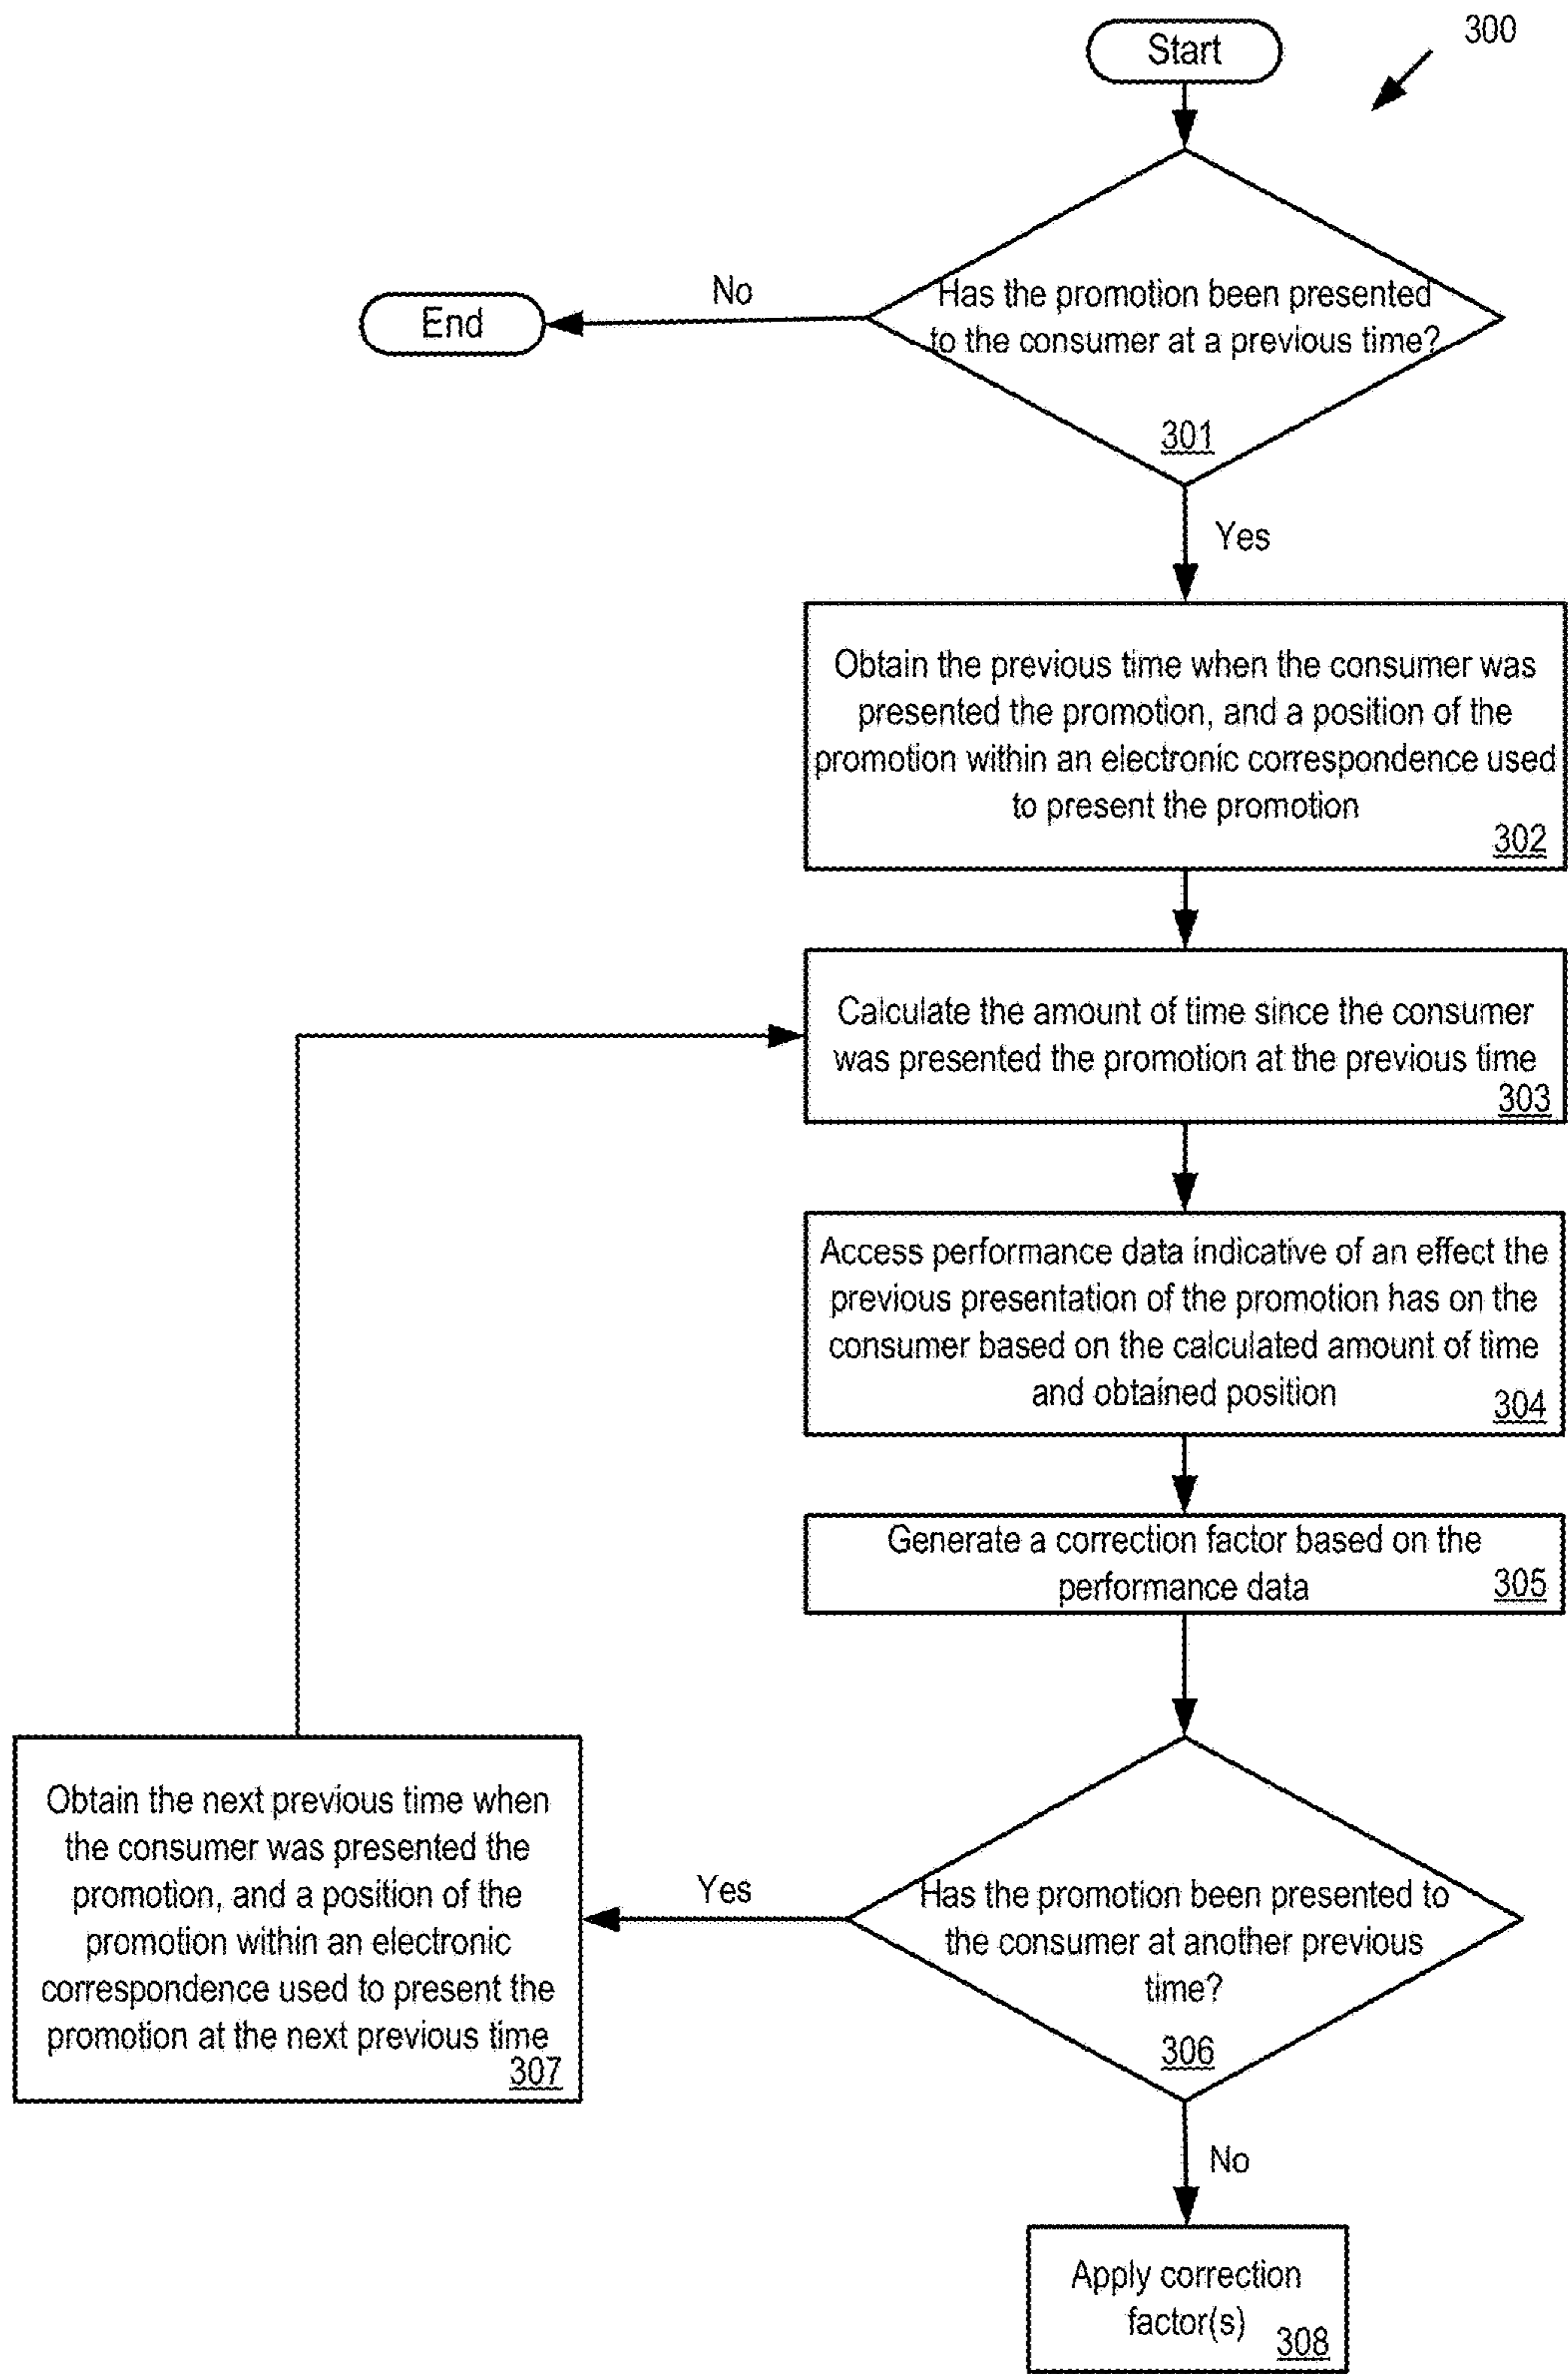 Start
300
Has the promotion been presented
to the consumer at a previous time?
301
No
End
Yes
Obtain the previous time when the consumer was
presented the promotion, and a position of the
promotion within an electronic correspondence used
to present the promotion
302
Calculate the amount of time since the consumer
was presented the promotion at the previous time
303
Access performance data indicative of an effect the
previous presentation of the promotion has on the
consumer based on the calculated amount of time
and obtained position
304
Generate a correction factor based on the
performance data
305
Has the promotion been presented to
the consumer at another previous
time?
306
Yes
Obtain the next previous time when
the consumer was presented the
promotion, and a position of the
promotion within an electronic
correspondence used to present the
promotion at the next previous time
307
No
Apply correction
factor(s)
308